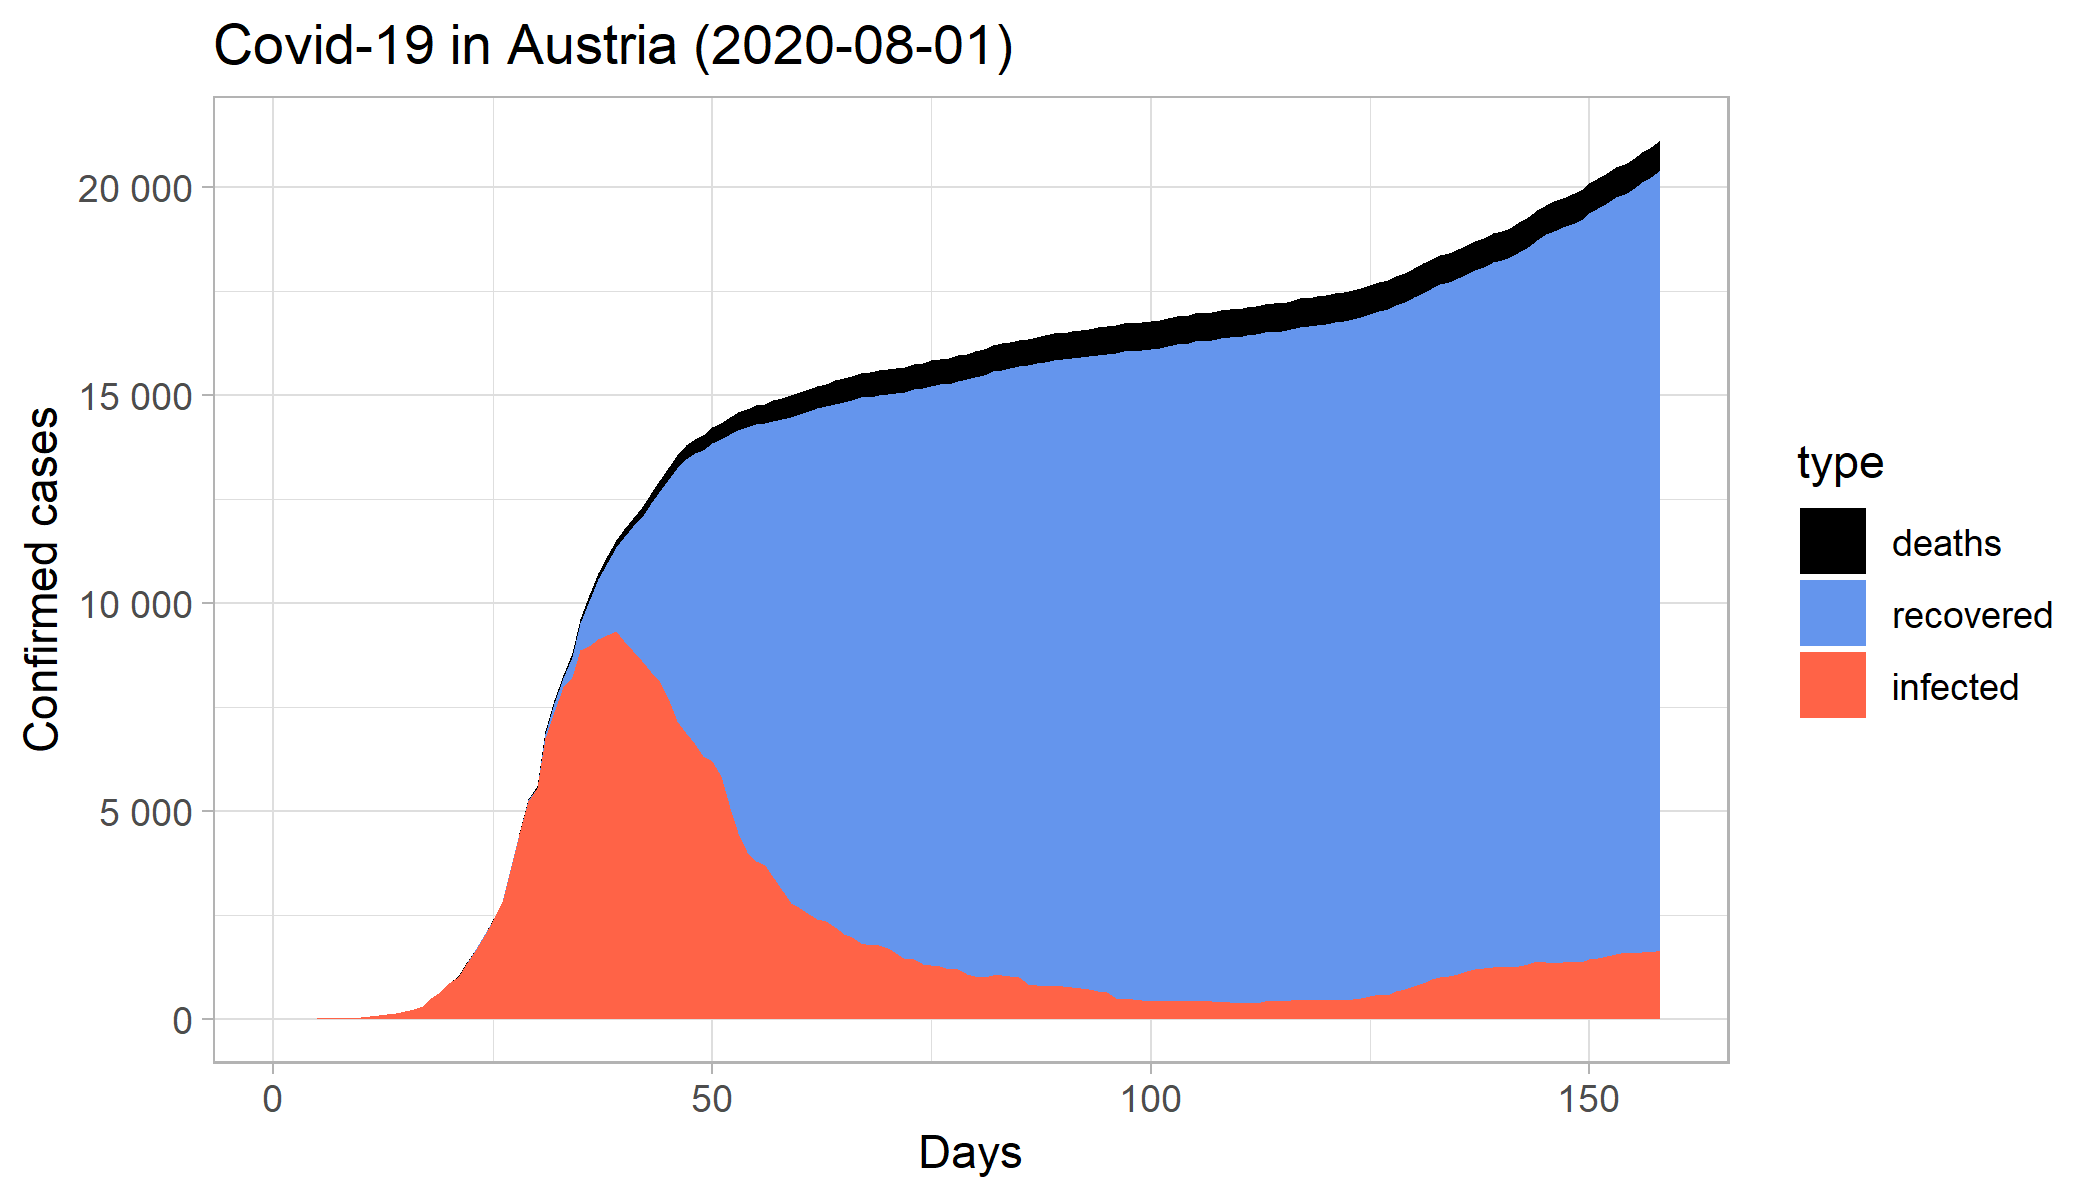 Covid-19 in Austria (2020-08-01)
20 000
15 000
10 000
5 000
0
Confirmed cases
0 50 100 150
Days
type
deaths
recovered
infected